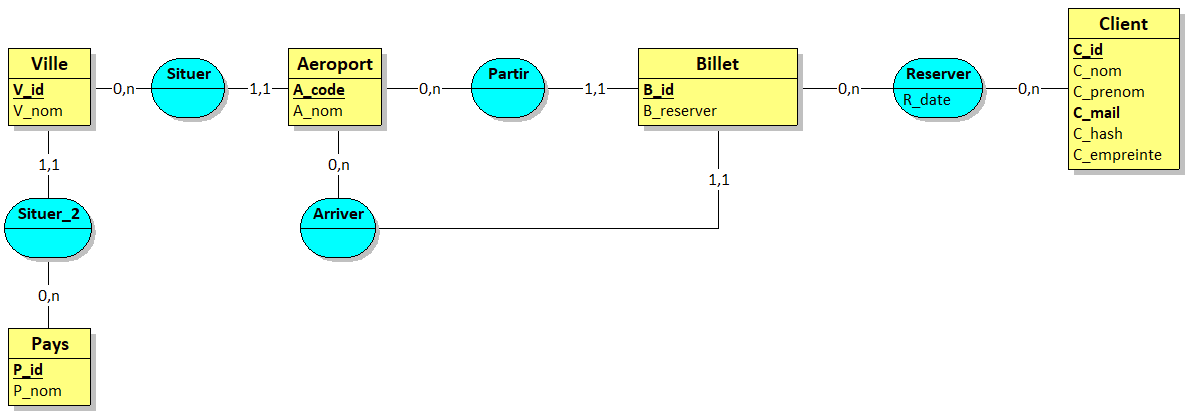 Ville
V_id
V_nom
0,n
Situer
1,1
Aeroport
A_code
A_nom
0,n
Partir
1,1
Billet
B_id
B_reserver
0,n
Reserver
R_date
0,n
Client
C_id
C_nom
C_prenom
C_mail
C_hash
C_empreinte
1,1
Situer_2
0,n
Pays
P_id
P_nom
0,n
Arriver
1,1